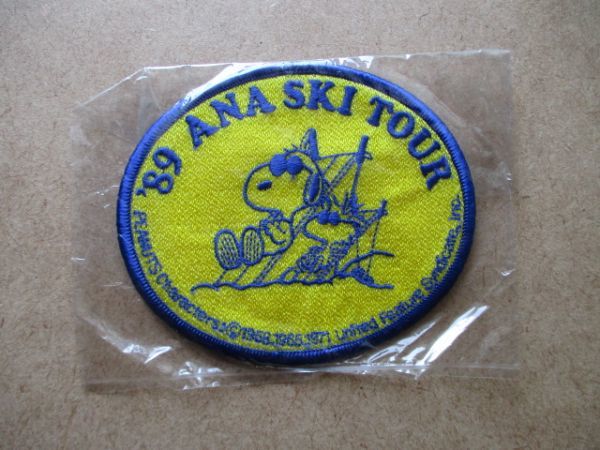 '89 ANA SKI TOUR
PEANUTS Characters:©1958,1965,1971 United Feature Syndicate, Inc.